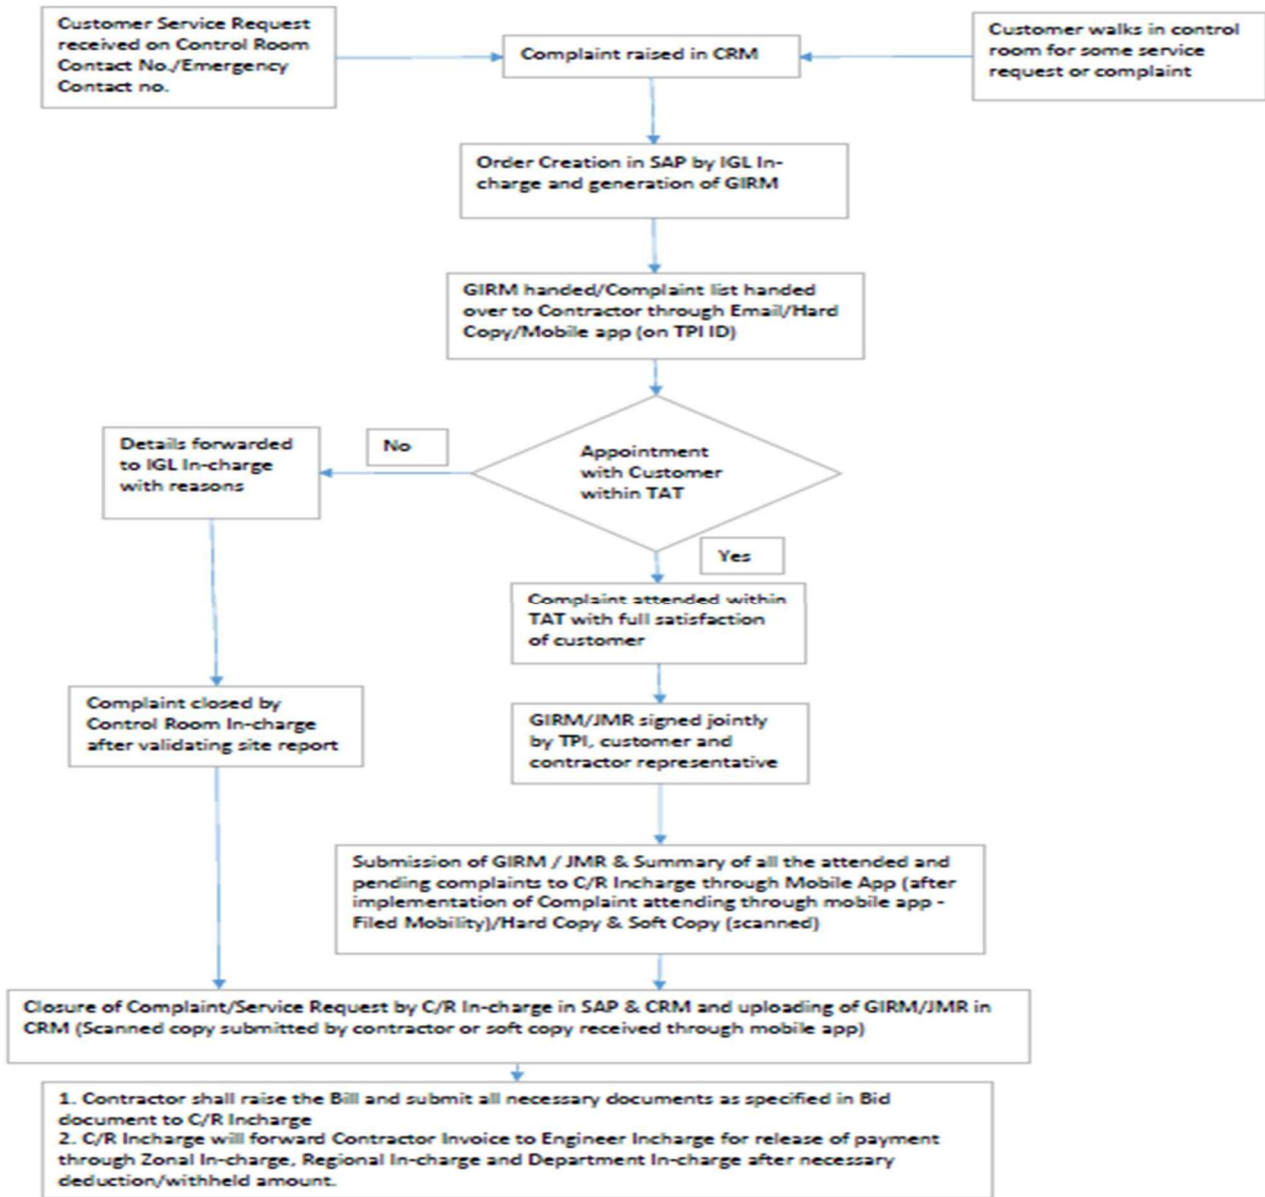 Customer Service Request
received on Control Room
Contact No./Emergency
Contact no.
Complaint raised in CRM
Customer walks in control
room for some service
request or complaint
Order Creation in SAP by IGL In-
charge and generation of GIRM
GIRM handed/Complaint list handed
over to Contractor through Email/Hard
Copy/Mobile app (on TPI ID)
Appointment
with Customer
within TAT
No
Details forwarded
to IGL In-charge
with reasons
Yes
Complaint attended within
TAT with full satisfaction
of customer
Complaint closed by
Control Room In-charge
after validating site report
GIRM/JMR signed jointly
by TPI, customer and
contractor representative
Submission of GIRM / JMR & Summary of all the attended and
pending complaints to C/R Incharge through Mobile App (after
implementation of Complaint attending through mobile app -
Filed Mobility)/Hard Copy & Soft Copy (scanned)
Closure of Complaint/Service Request by C/R In-charge in SAP & CRM and uploading of GIRM/JMR in
CRM (Scanned copy submitted by contractor or soft copy received through mobile app)
1. Contractor shall raise the Bill and submit all necessary documents as specified in Bid
document to C/R Incharge
2. C/R Incharge will forward Contractor Invoice to Engineer Incharge for release of payment
through Zonal In-charge, Regional In-charge and Department In-charge after necessary
deduction/withheld amount.